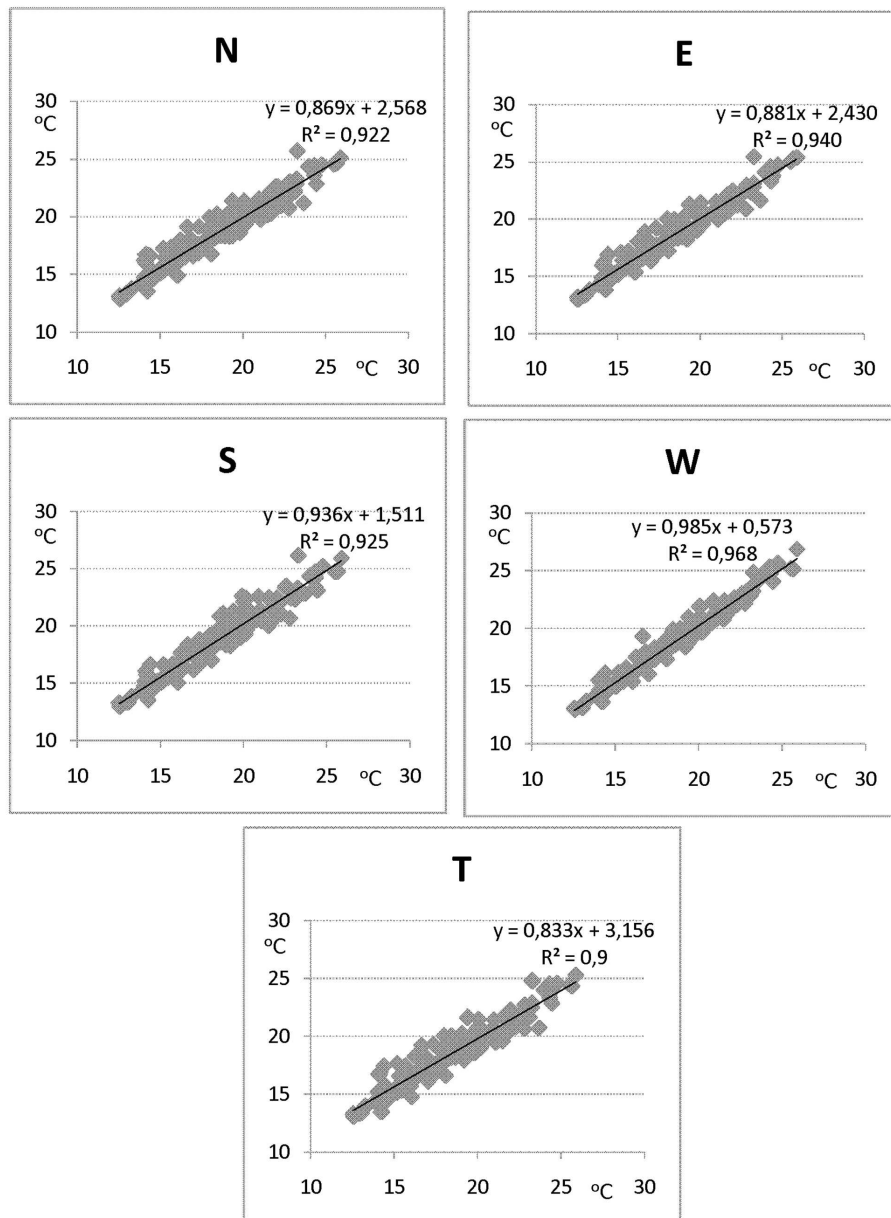 N
30
ºC
25
20
15
10
y = 0,869x + 2,568
R² = 0,922
10 15 20 25 ºC 30
E
30
ºC
25
20
15
10
y = 0,881x + 2,430
R² = 0,940
10 15 20 25 ºC 30
S
30
ºC
25
20
15
10
y = 0,936x + 1,511
R² = 0,925
10 15 20 25 ºC 30
W
30
ºC
25
20
15
10
y = 0,985x + 0,573
R² = 0,968
10 15 20 25 ºC 30
T
30
ºC
25
20
15
10
y = 0,833x + 3,156
R² = 0,9
10 15 20 25 ºC 30